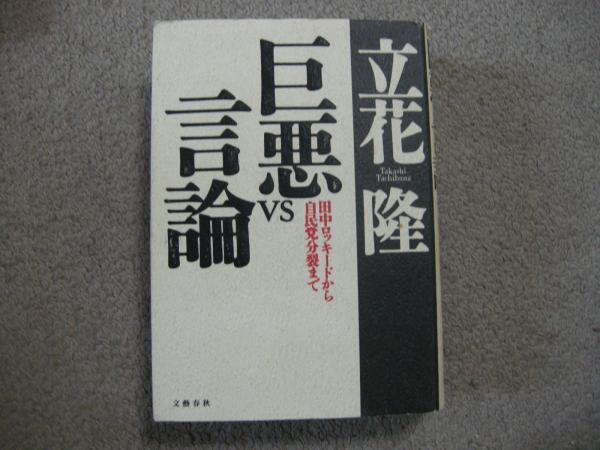 立花隆
Takashi
Tachibana
巨悪
vs
言論
田中ロッキードから
自民党分裂まで
文藝春秋